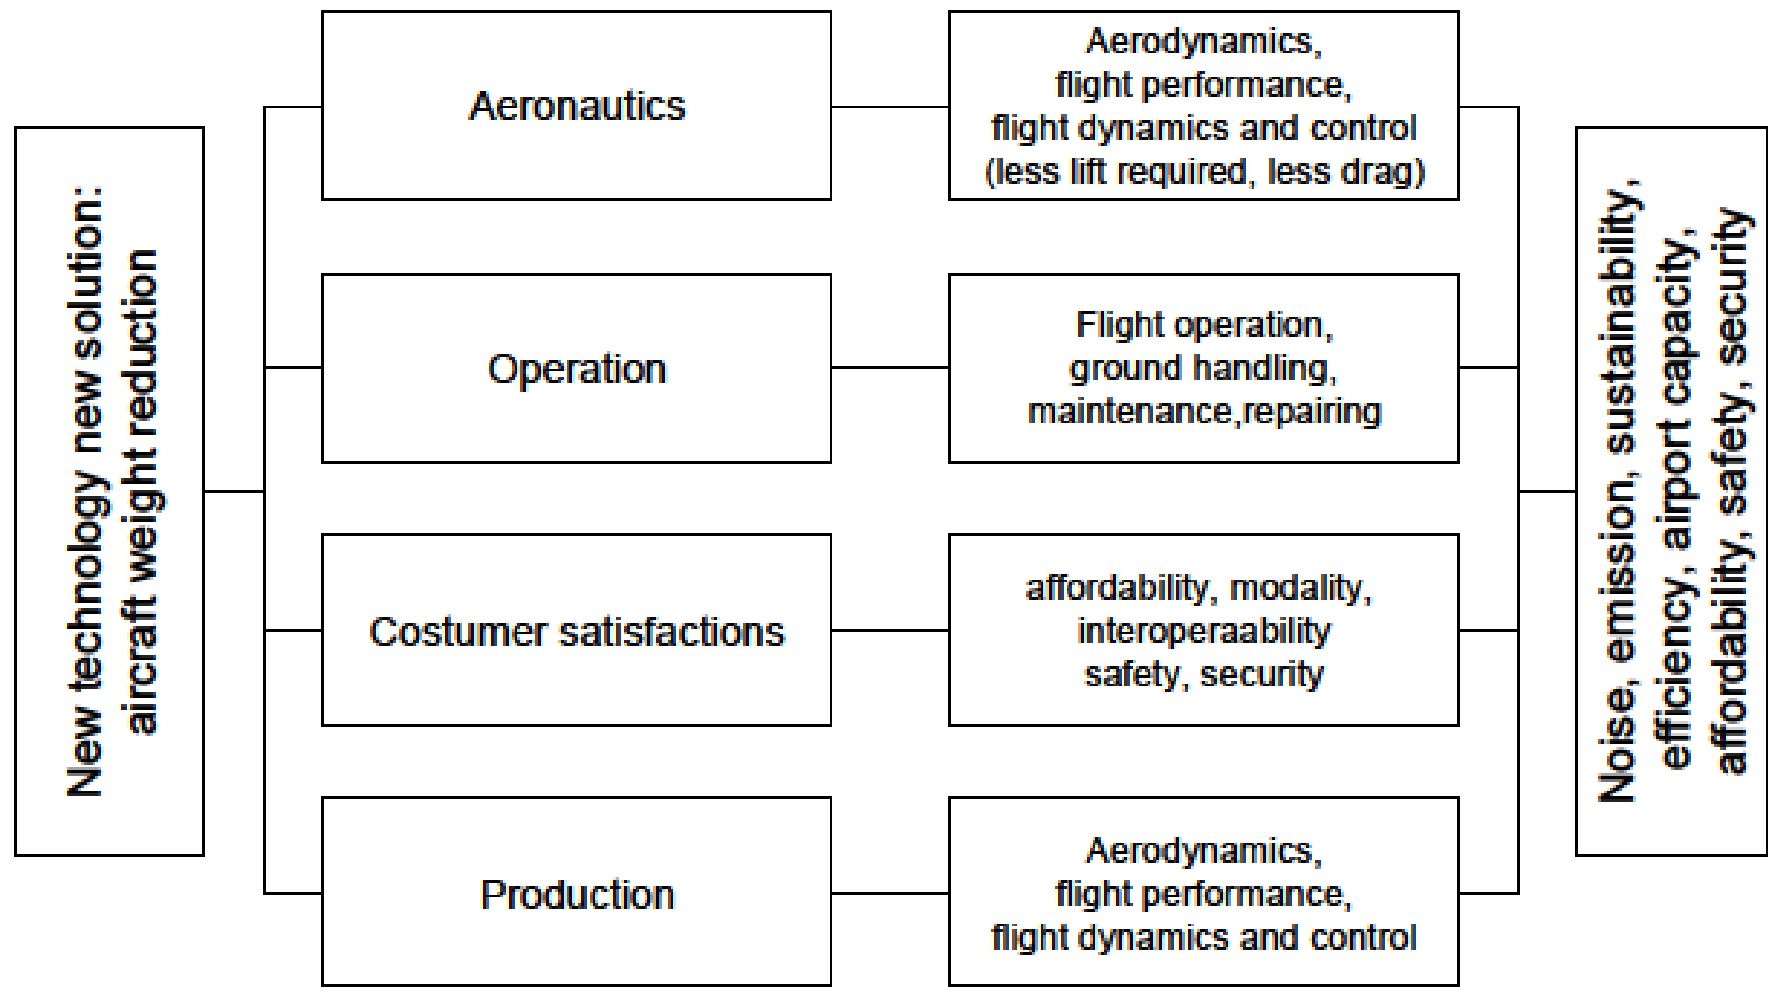 New technology new solution:
aircraft weight reduction
Aeronautics
Aerodynamics,
flight performance,
flight dynamics and control
(less lift required, less drag)
Operation
Flight operation,
ground handling,
maintenance,repairing
Costumer satisfactions
affordability, modality,
interoperaability
safety, security
Production
Aerodynamics,
flight performance,
flight dynamics and control
Noise, emission, sustainability,
efficiency, airport capacity,
affordability, safety, security